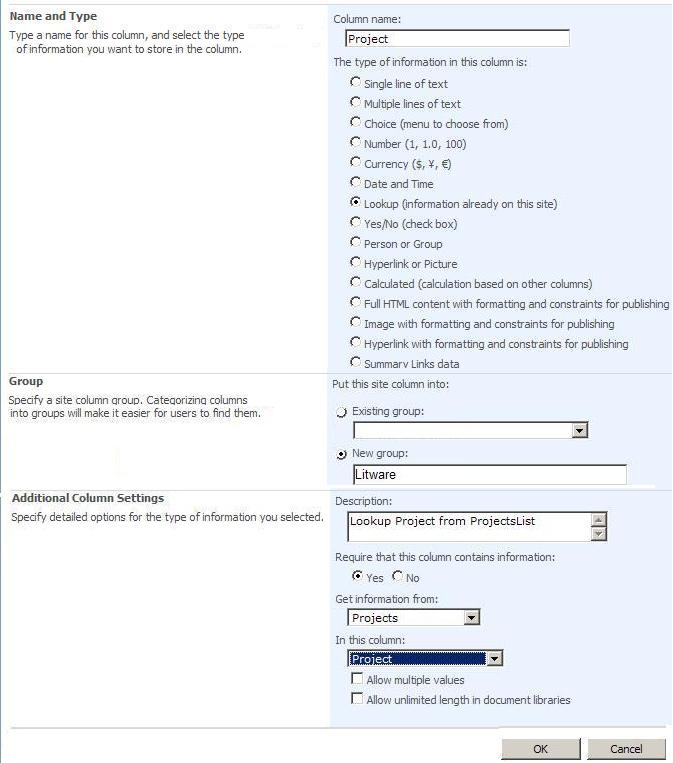 Name and Type
Type a name for this column, and select the type
of information you want to store in the column.
Column name:
Project
The type of information in this column is:
Single line of text
Multiple lines of text
Choice (menu to choose from)
Number (1, 1.0, 100)
Currency ($, ¥, €)
Date and Time
Lookup (information already on this site)
Yes/No (check box)
Person or Group
Hyperlink or Picture
Calculated (calculation based on other columns)
Full HTML content with formatting and constraints for publishing
Image with formatting and constraints for publishing
Hyperlink with formatting and constraints for publishing
Summary Links data
Group
Specify a site column group. Categorizing columns
into groups will make it easier for users to find them.
Put this site column into:
Existing group:
New group:
Litware
Additional Column Settings
Specify detailed options for the type of information you selected.
Description:
Lookup Project from ProjectsList
Require that this column contains information:
Yes No
Get information from:
Projects
In this column:
Project
Allow multiple values
Allow unlimited length in document libraries
OK Cancel